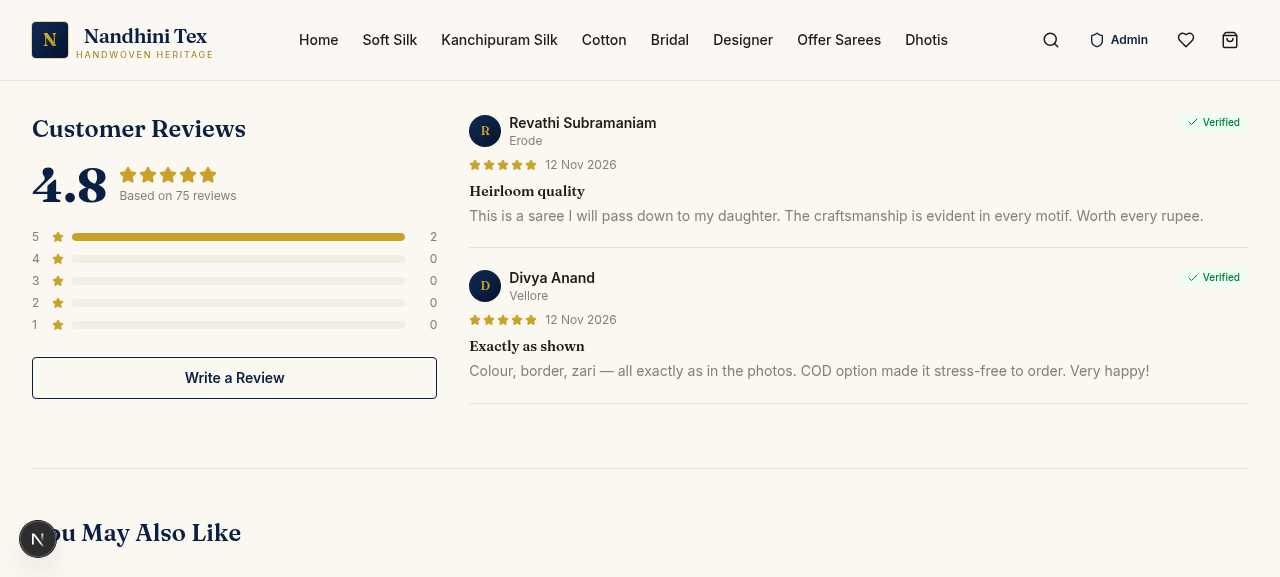 N
Nandhini Tex
HANDWOVEN HERITAGE
Home
Soft Silk
Kanchipuram Silk
Cotton
Bridal
Designer
Offer Sarees
Dhotis
Admin
Customer Reviews
4.8
Based on 75 reviews
5 2
4 0
3 0
2 0
1 0
Write a Review
R
Revathi Subramaniam
Erode
Verified
12 Nov 2026
Heirloom quality
This is a saree I will pass down to my daughter. The craftsmanship is evident in every motif. Worth every rupee.
D
Divya Anand
Vellore
Verified
12 Nov 2026
Exactly as shown
Colour, border, zari — all exactly as in the photos. COD option made it stress-free to order. Very happy!
N
ou May Also Like